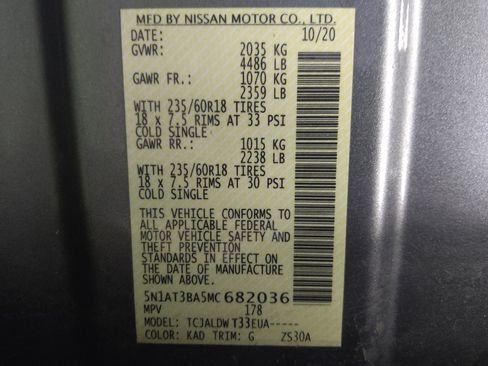 MFD BY NISSAN MOTOR CO., LTD.
DATE: 10/20
GVWR: 2035 KG
4486 LB
GAWR FR.: 1070 KG
2359 LB
WITH 235/60R18 TIRES
18 x 7.5 RIMS AT 33 PSI
COLD SINGLE
GAWR RR.: 1015 KG
2238 LB
WITH 235/60R18 TIRES
18 x 7.5 RIMS AT 30 PSI
COLD SINGLE
THIS VEHICLE CONFORMS TO
ALL APPLICABLE FEDERAL
MOTOR VEHICLE SAFETY AND
THEFT PREVENTION
STANDARDS IN EFFECT ON
THE DATE OF MANUFACTURE
SHOWN ABOVE.
5N1AT3BA5MC682036
MPV 178
MODEL: TCJALDWT33EUA-----
COLOR: KAD TRIM: G ZS30A